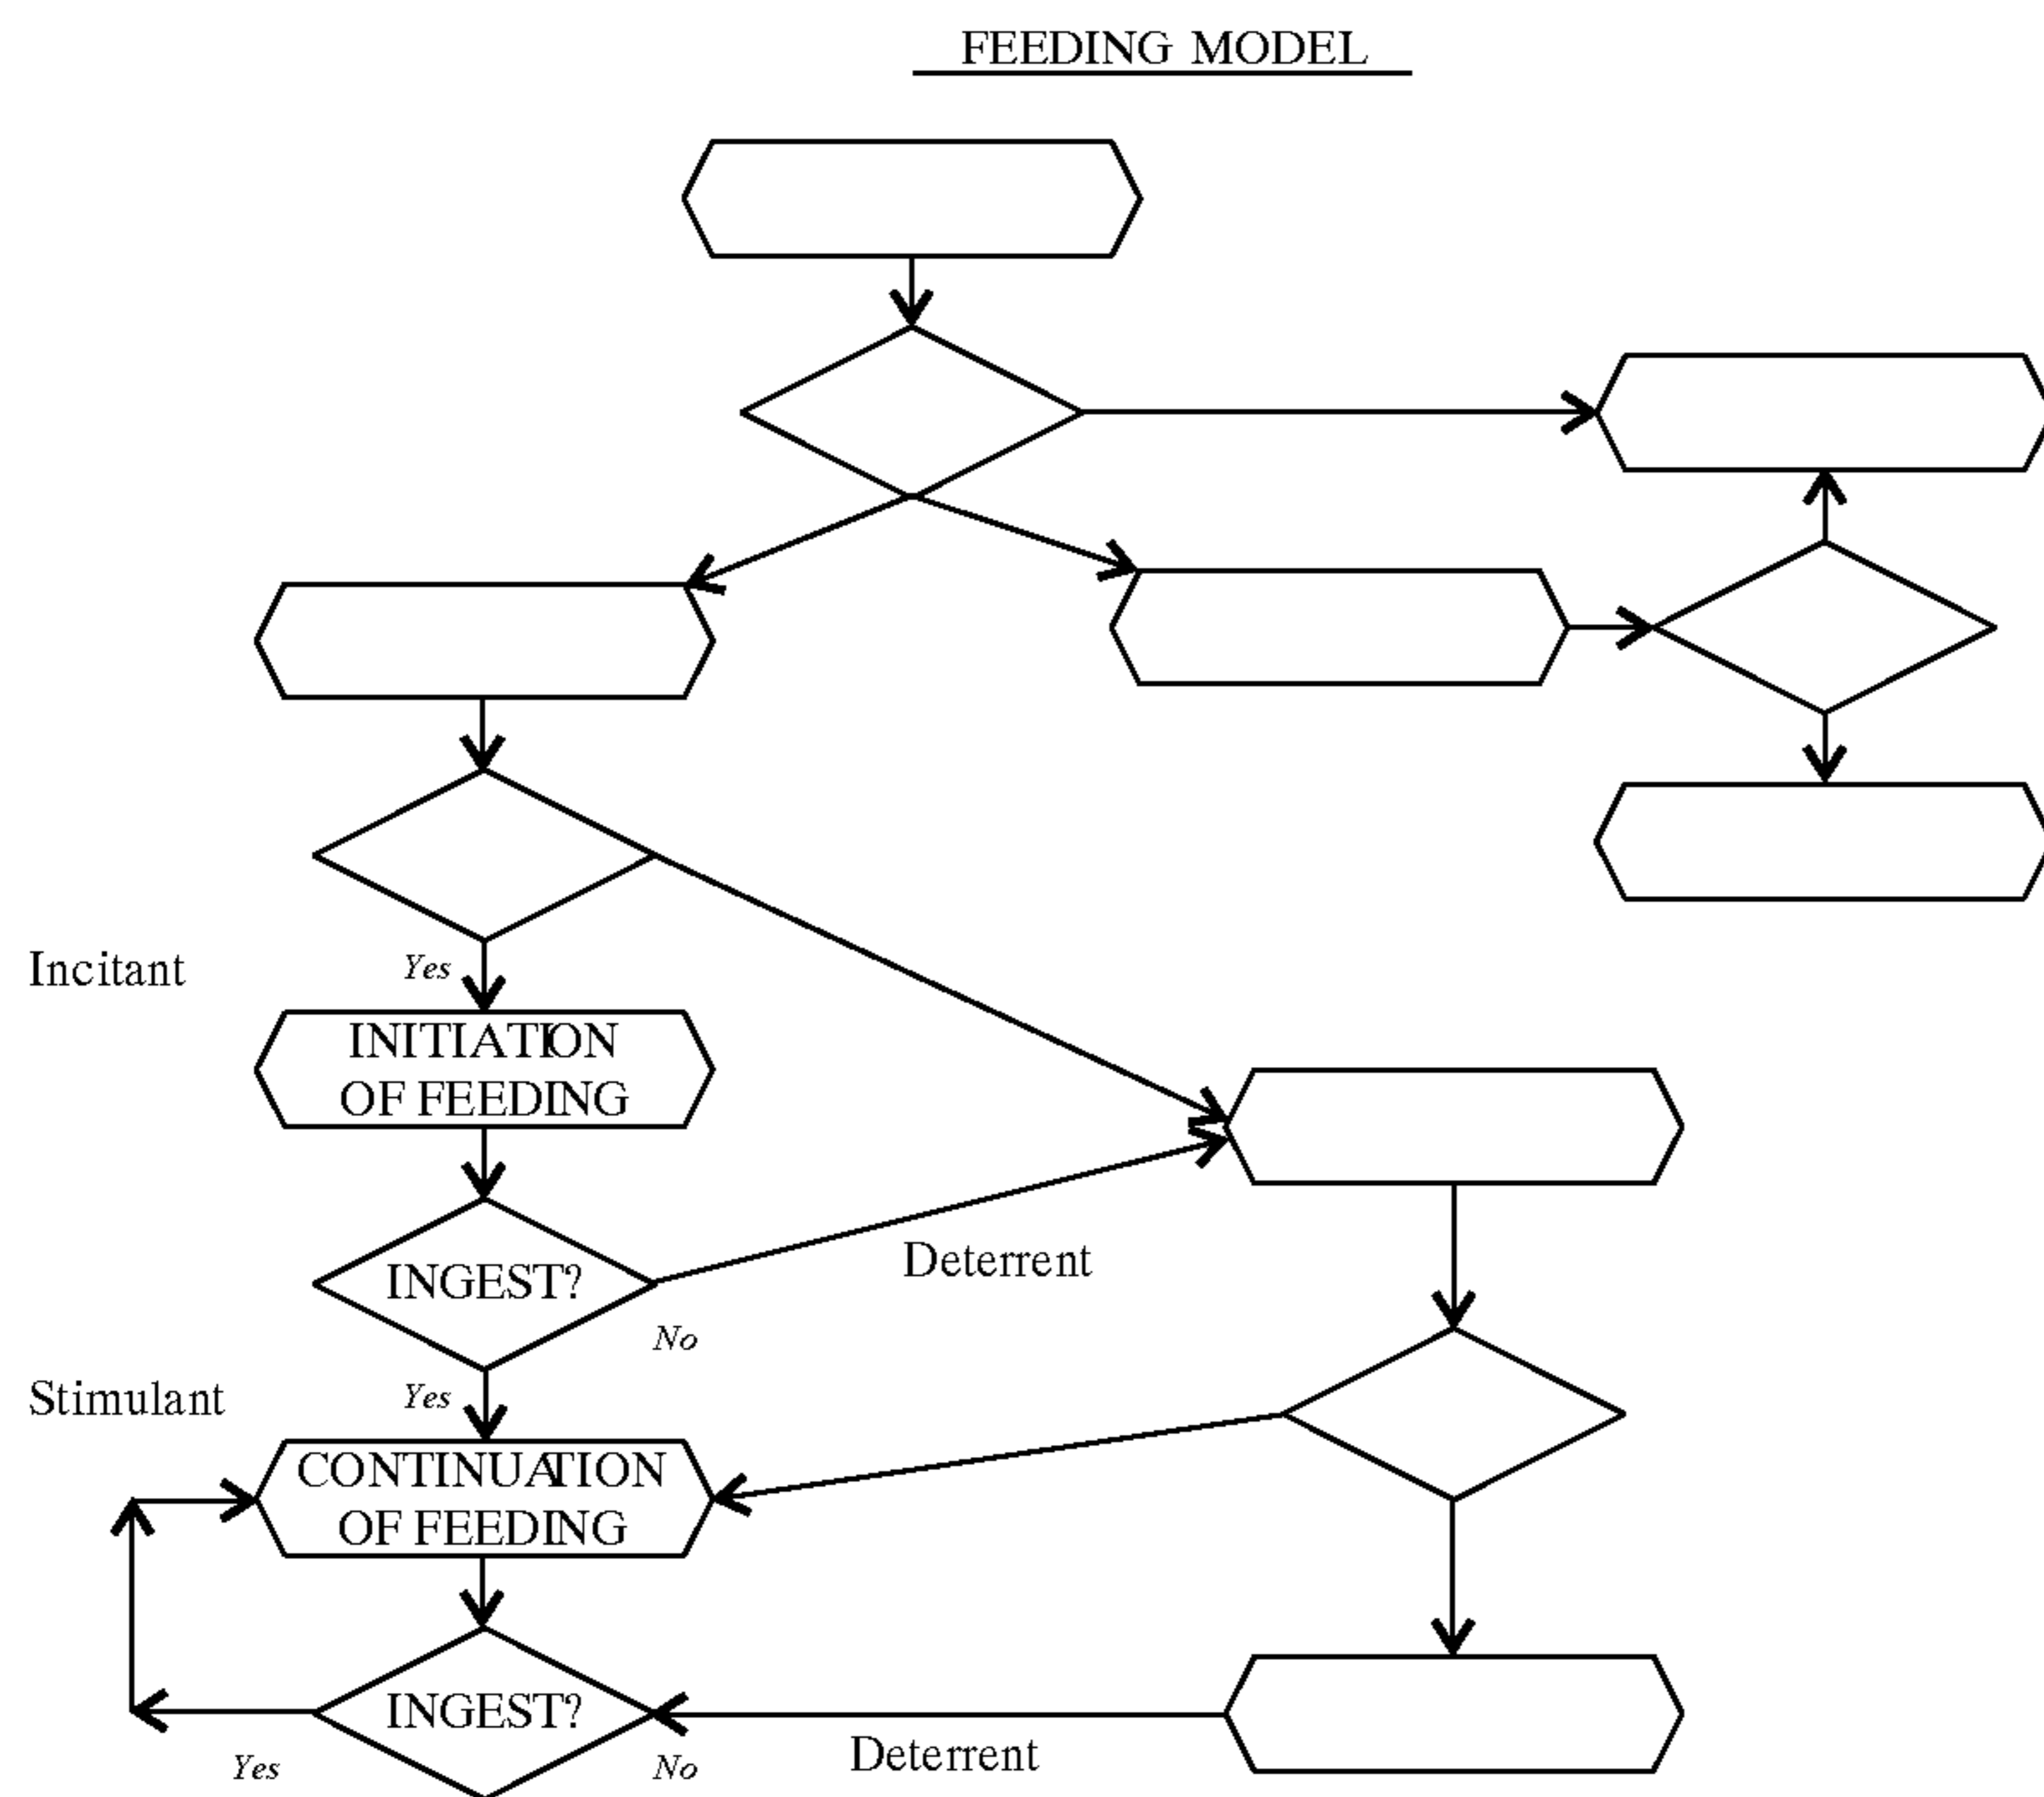 FEEDING MODEL
Incitant
Yes
INITIATION
OF FEEDING
INGEST?
Deterrent
No
Stimulant
Yes
CONTINUATION
OF FEEDING
INGEST?
Deterrent
Yes
No